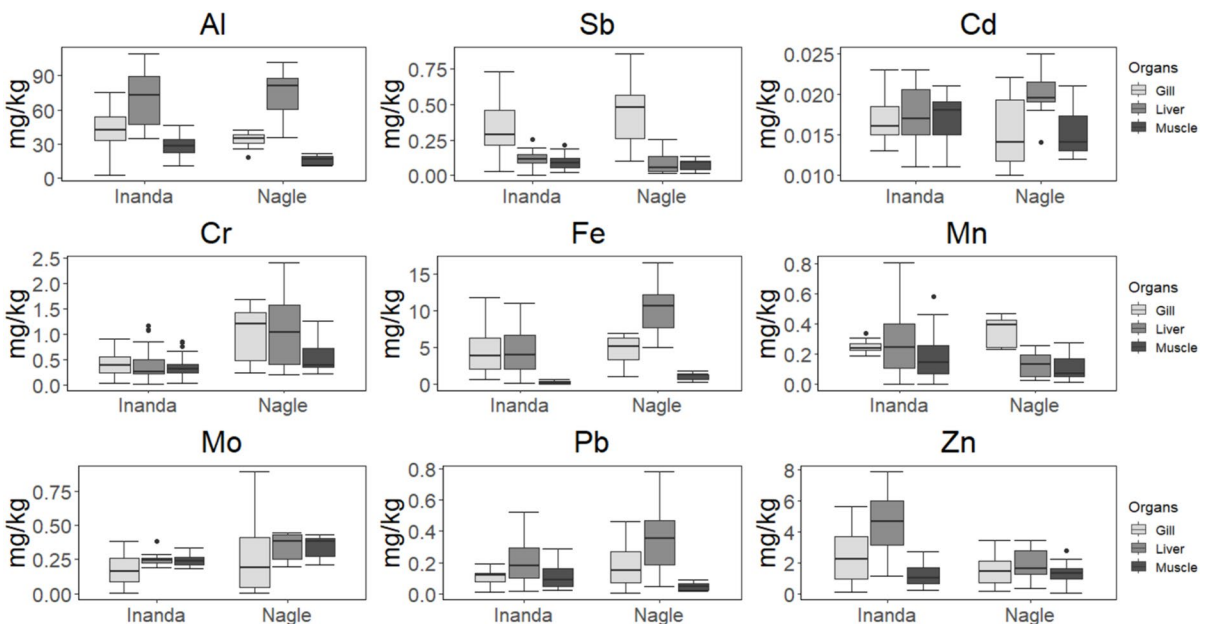 Al
Sb
Cd
mg/kg
90
60
30
0
Inanda
Nagle
mg/kg
0.75
0.50
0.25
0.00
Inanda
Nagle
mg/kg
0.025
0.020
0.015
0.010
Inanda
Nagle
Organs
Gill
Liver
Muscle
Cr
Fe
Mn
mg/kg
2.5
2.0
1.5
1.0
0.5
0.0
Inanda
Nagle
mg/kg
15
10
5
0
Inanda
Nagle
mg/kg
0.8
0.6
0.4
0.2
0.0
Inanda
Nagle
Organs
Gill
Liver
Muscle
Mo
Pb
Zn
mg/kg
0.75
0.50
0.25
0.00
Inanda
Nagle
mg/kg
0.8
0.6
0.4
0.2
0.0
Inanda
Nagle
mg/kg
8
6
4
2
0
Inanda
Nagle
Organs
Gill
Liver
Muscle